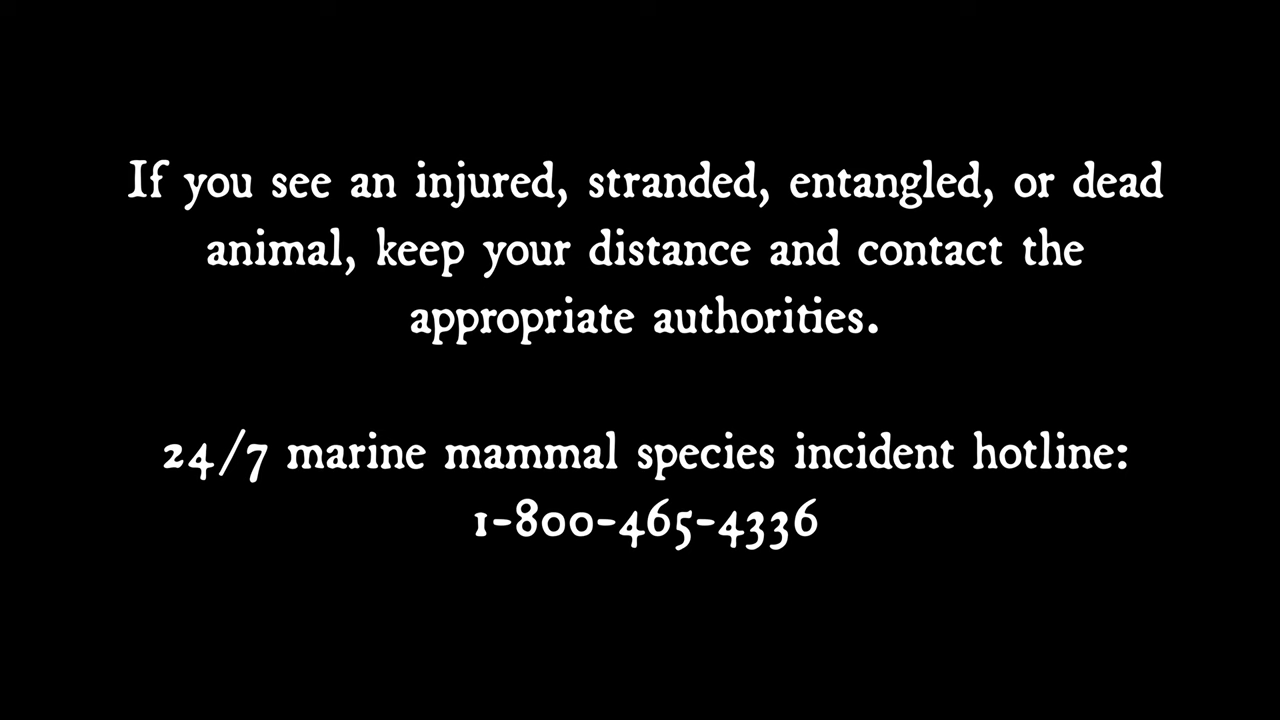 If you see an injured, stranded, entangled, or dead
animal, keep your distance and contact the
appropriate authorities.
24/7 marine mammal species incident hotline:
1-800-465-4336